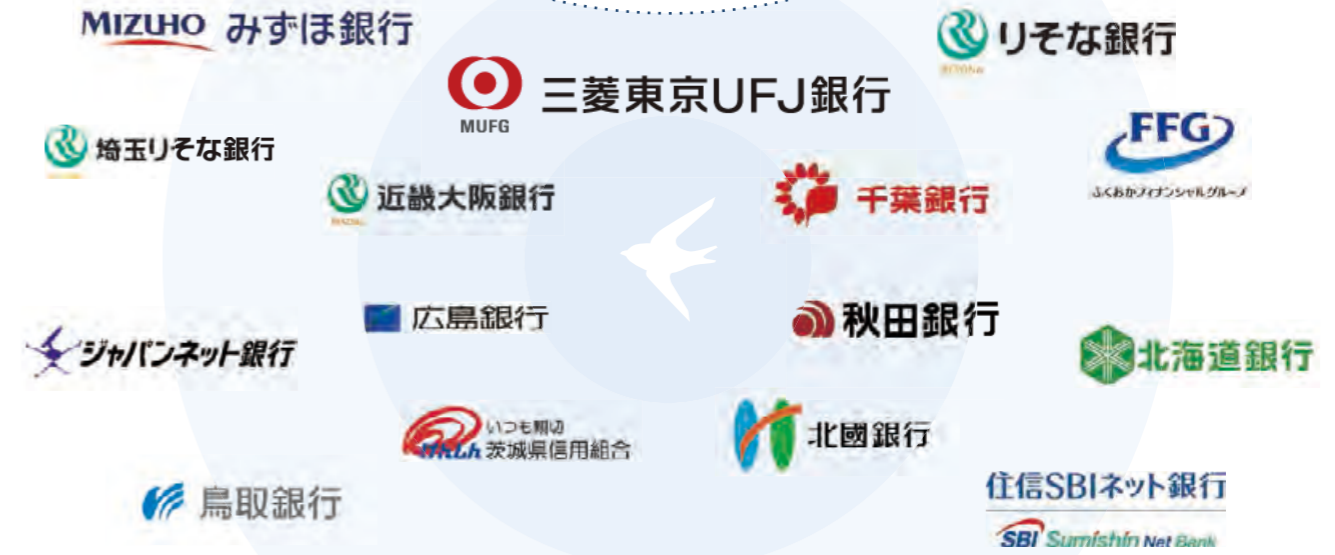 MIZUHO みずほ銀行
りそな銀行
RESONA
三菱東京UFJ銀行
MUFG
FFG
ふくおかフィナンシャルグループ
埼玉りそな銀行
近畿大阪銀行
千葉銀行
広島銀行
秋田銀行
ジャパンネット銀行
北海道銀行
いつも周辺
茨城県信用組合
北國銀行
鳥取銀行
住信SBIネット銀行
SBI Sumishin Net Bank